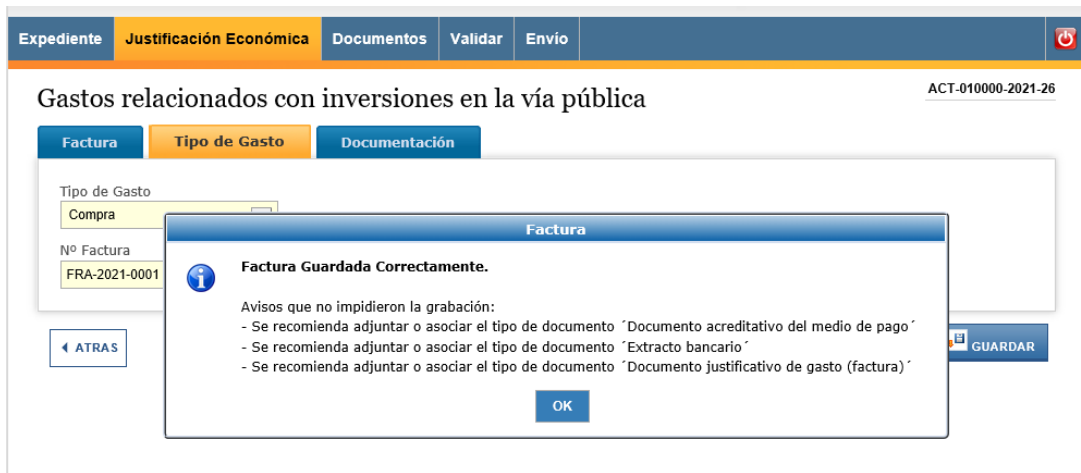 Expediente Justificación Económica Documentos Validar Envío
Gastos relacionados con inversiones en la vía pública
ACT-010000-2021-26
Factura Tipo de Gasto Documentación
Tipo de Gasto
Compra
Nº Factura
FRA-2021-0001
Factura
Factura Guardada Correctamente.
Avisos que no impidieron la grabación:
- Se recomienda adjuntar o asociar el tipo de documento ´Documento acreditativo del medio de pago´
- Se recomienda adjuntar o asociar el tipo de documento ´Extracto bancario´
- Se recomienda adjuntar o asociar el tipo de documento ´Documento justificativo de gasto (factura)´
OK
ATRAS
GUARDAR